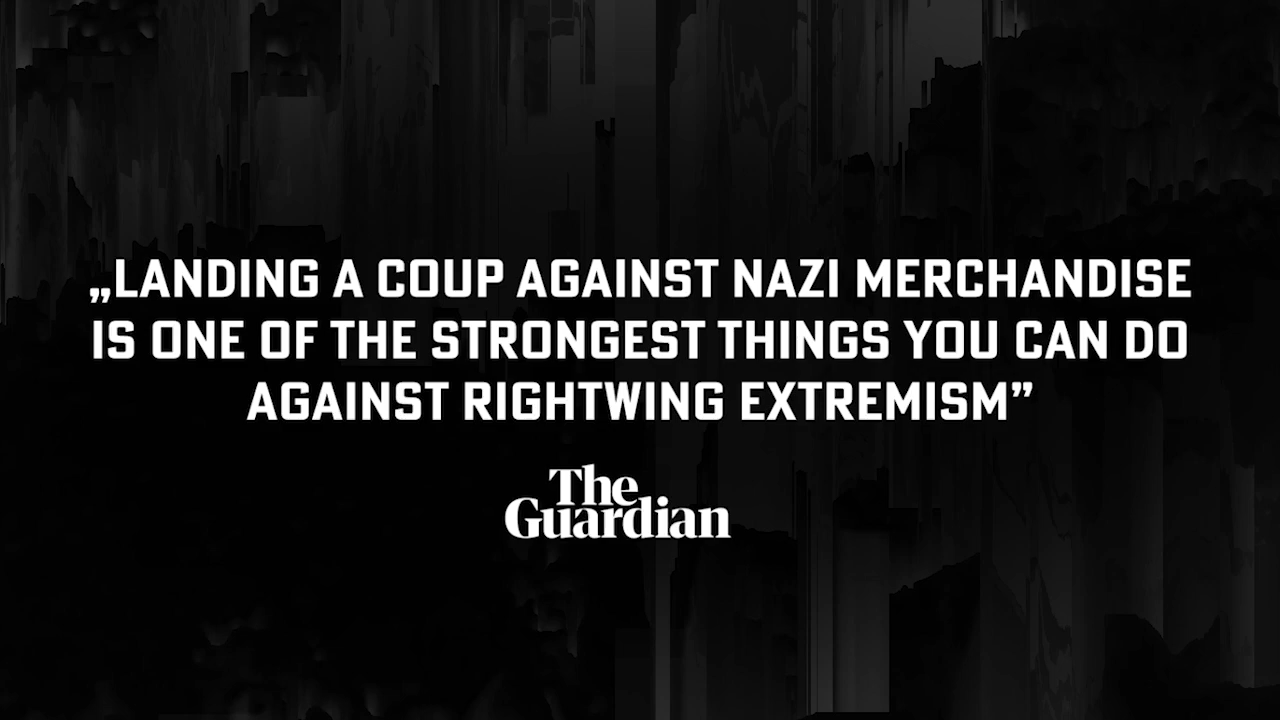 „LANDING A COUP AGAINST NAZI MERCHANDISE
IS ONE OF THE STRONGEST THINGS YOU CAN DO
AGAINST RIGHTWING EXTREMISM”
The
Guardian